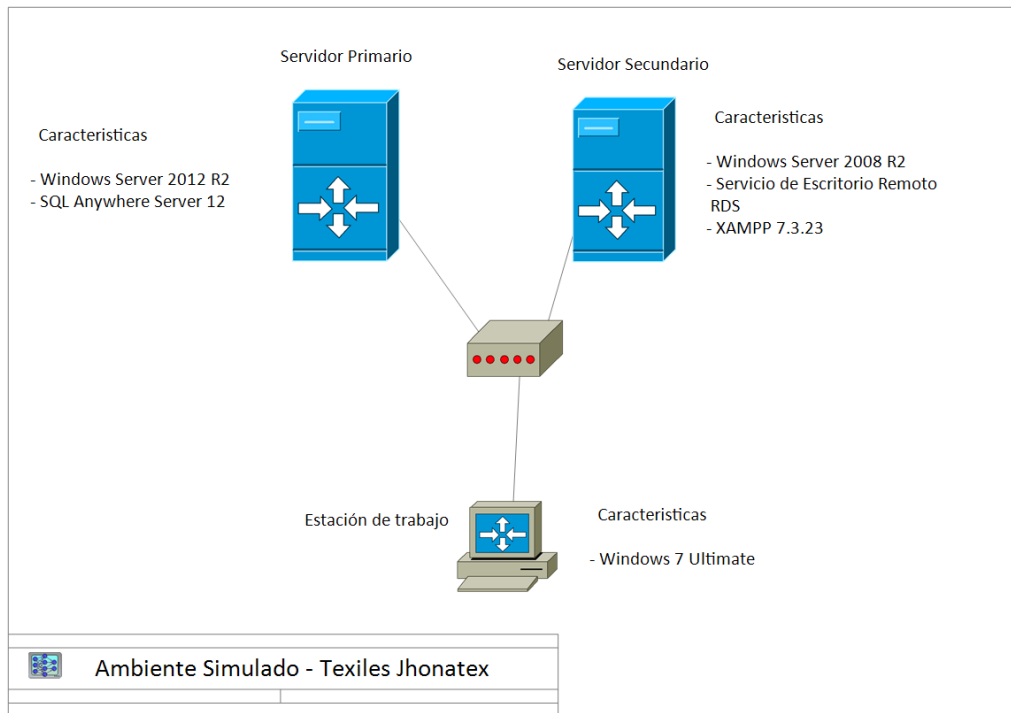 Servidor Primario
Servidor Secundario
Caracteristicas
- Windows Server 2012 R2
- SQL Anywhere Server 12
Caracteristicas
- Windows Server 2008 R2
- Servicio de Escritorio Remoto
RDS
- XAMPP 7.3.23
Estación de trabajo
Caracteristicas
- Windows 7 Ultimate
Ambiente Simulado - Texiles Jhonatex